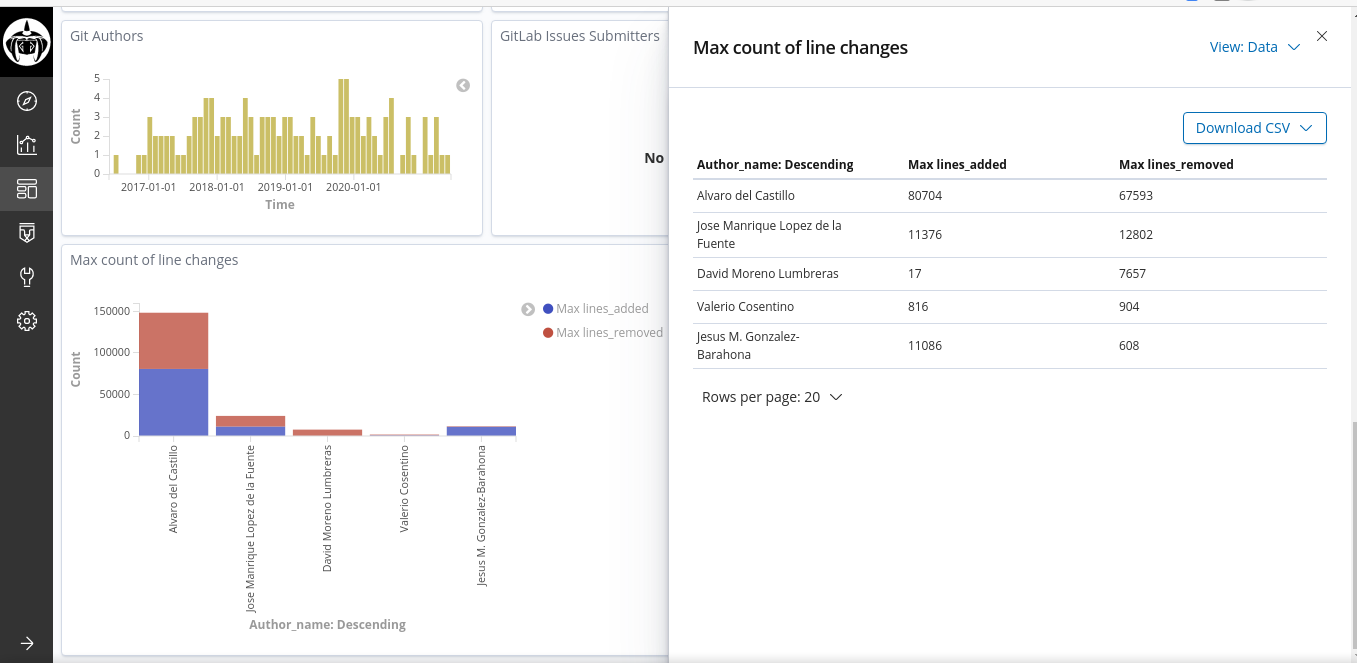 Git Authors
5
4
3
2
1
0
Count
2017-01-01 2018-01-01 2019-01-01 2020-01-01
Time
GitLab Issues Submitters
No
Max count of line changes
150000
100000
50000
0
Count
Max lines_added
Max lines_removed
Alvaro del Castillo
Jose Manrique Lopez de la Fuente
David Moreno Lumbreras
Valerio Cosentino
Jesus M. Gonzalez-Barahona
Author_name: Descending
Max count of line changes
View: Data
Download CSV
Author_name: Descending Max lines_added Max lines_removed
Alvaro del Castillo 80704 67593
Jose Manrique Lopez de la
Fuente 11376 12802
David Moreno Lumbreras 17 7657
Valerio Cosentino 816 904
Jesus M. Gonzalez-
Barahona 11086 608
Rows per page: 20